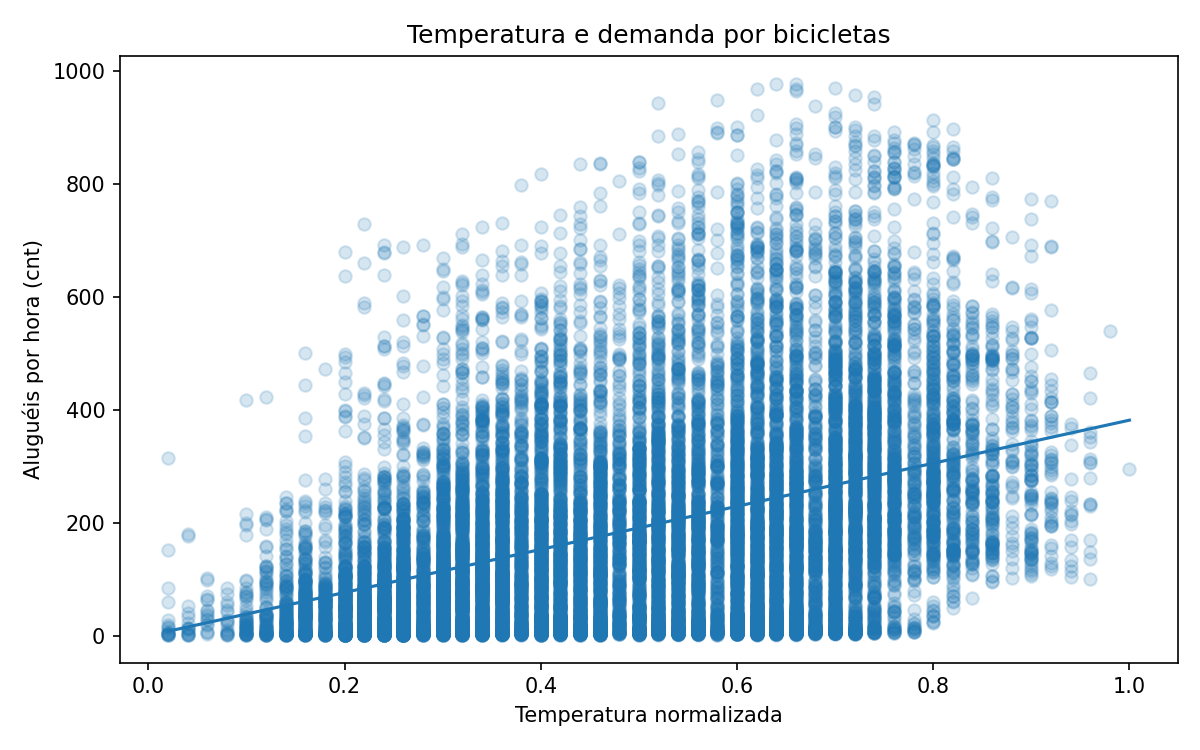 Temperatura e demanda por bicicletas
Aluguéis por hora (cnt)
1000
800
600
400
200
0
0.0 0.2 0.4 0.6 0.8 1.0
Temperatura normalizada